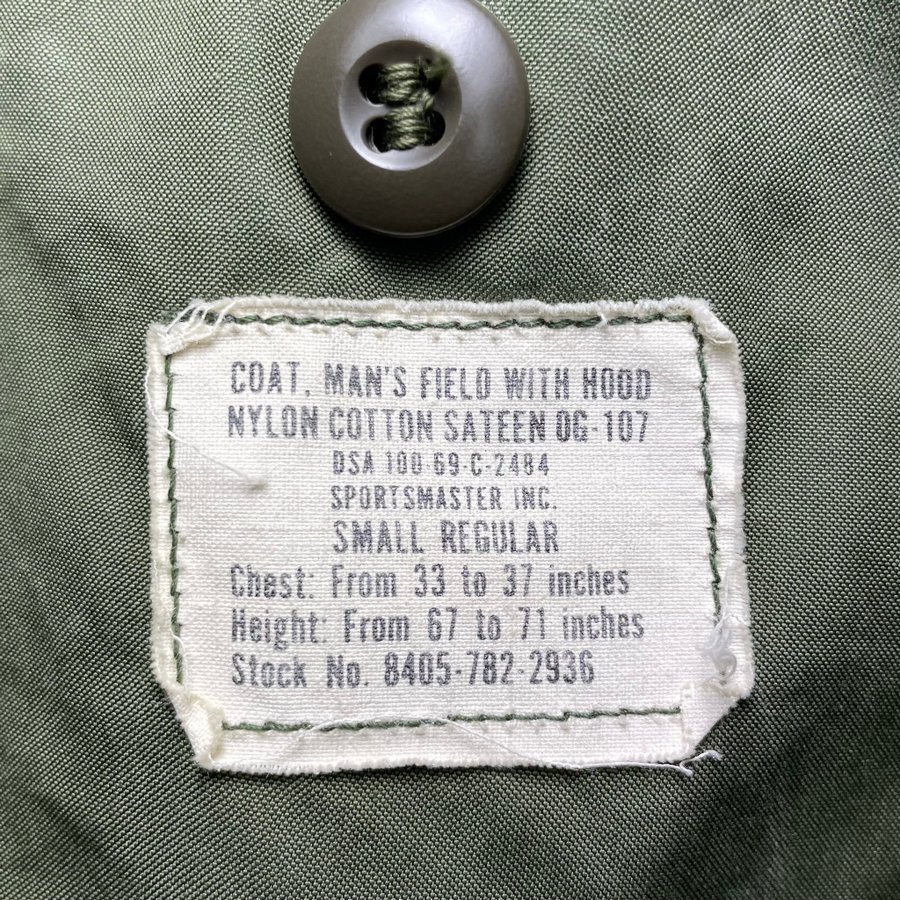 COAT, MAN'S FIELD WITH HOOD
NYLON COTTON SATEEN OG-107
DSA 100-69-C-2484
SPORTSMASTER INC.
SMALL REGULAR
Chest: From 33 to 37 inches
Height: From 67 to 71 inches
Stock No. 8405-782-2936